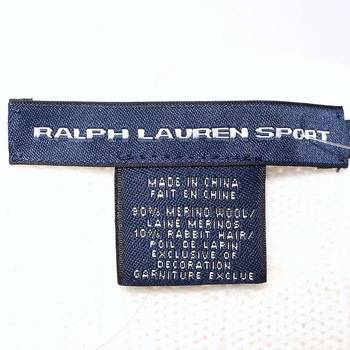 RALPH LAUREN SPORT
MADE IN CHINA
FAIT EN CHINE
90% MERINO WOOL/
LAINE MERINOS
10% RABBIT HAIR/
POIL DE LAPIN
EXCLUSIVE OF
DECORATION
GARNITURE EXCLUE